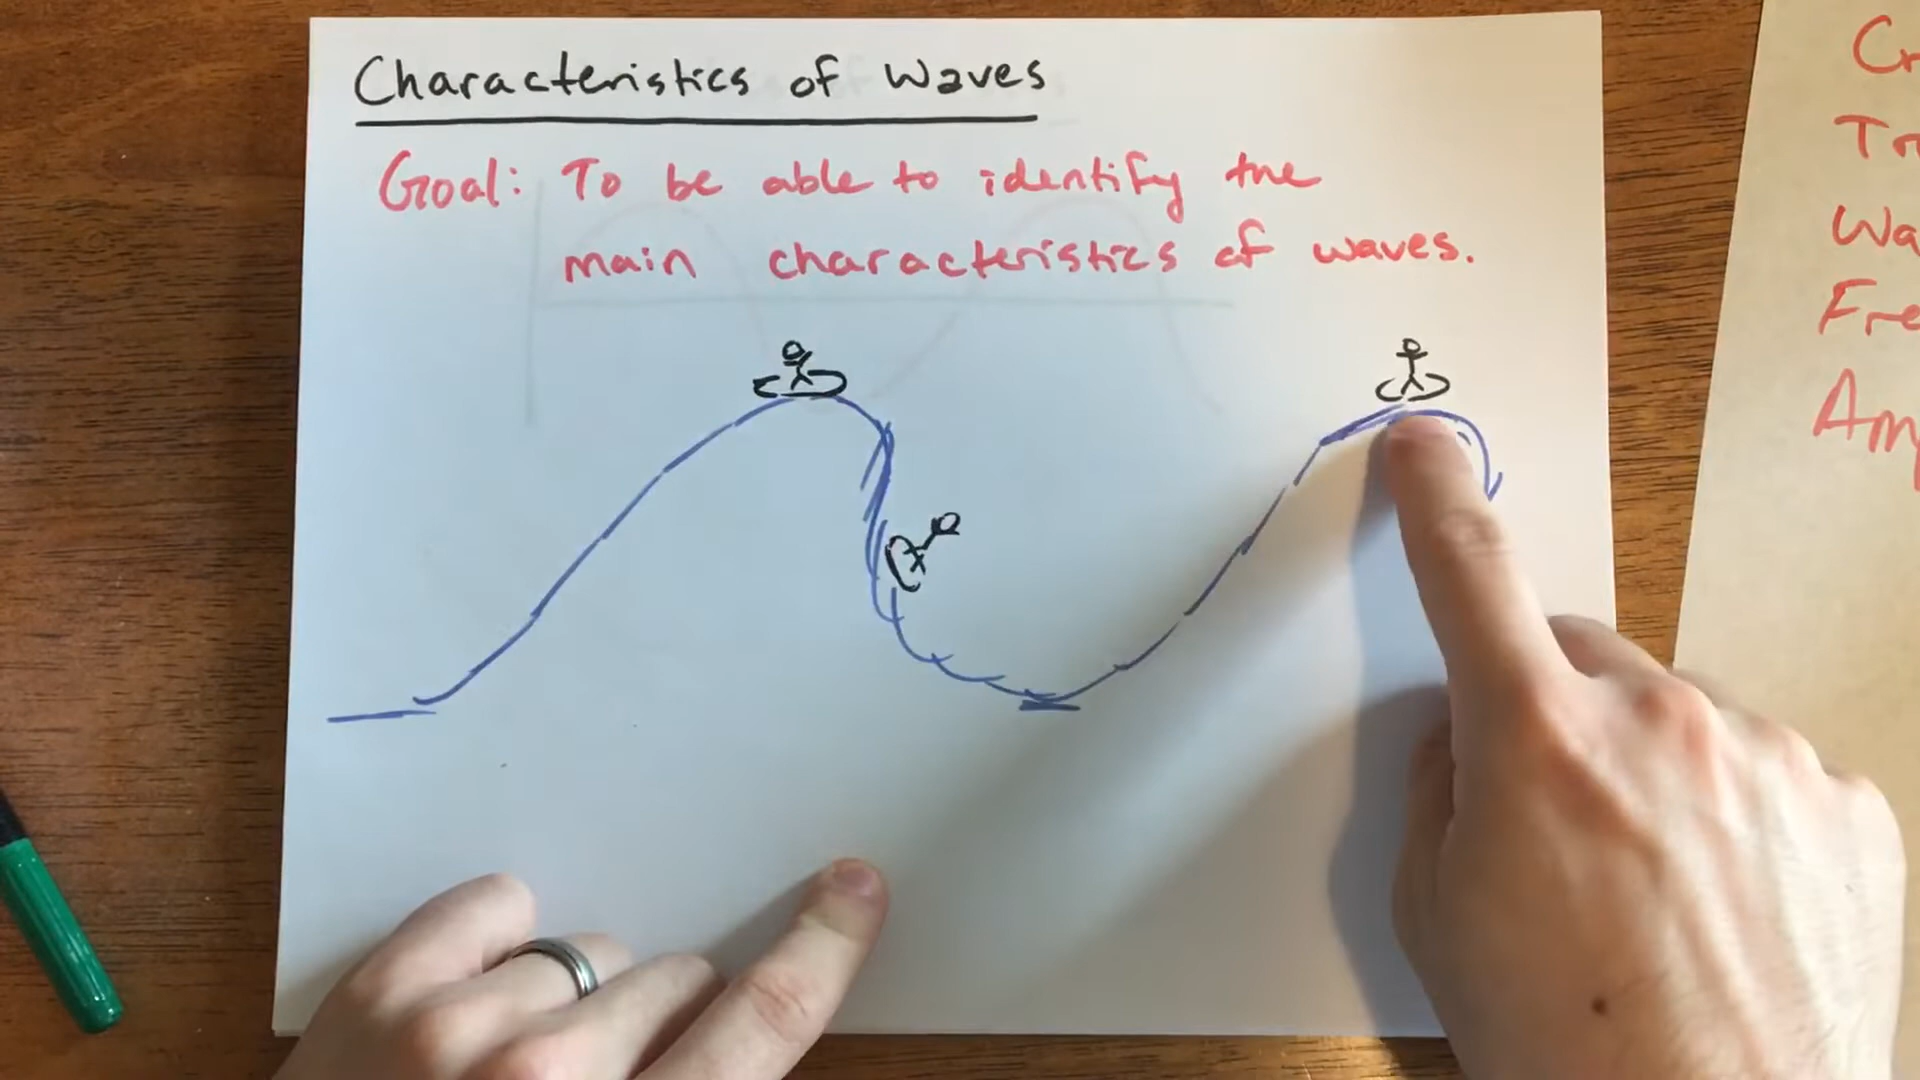 Characteristics of Waves
Goal: To be able to identify the
main characteristics of waves.